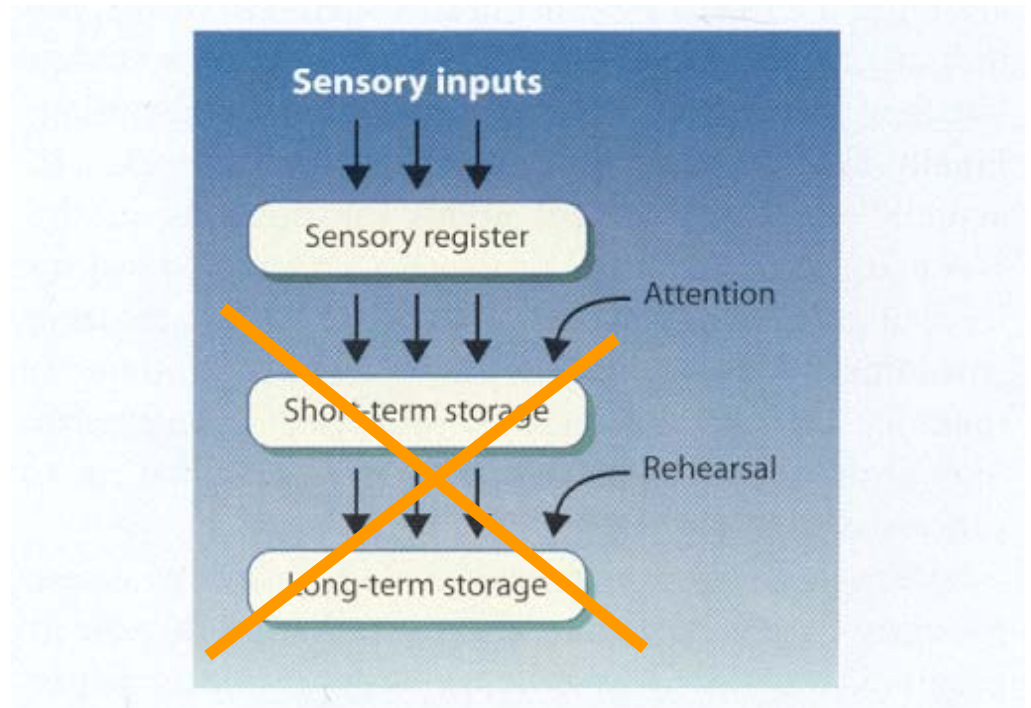 Sensory inputs
Sensory register
Attention
Short-term storage
Rehearsal
Long-term storage